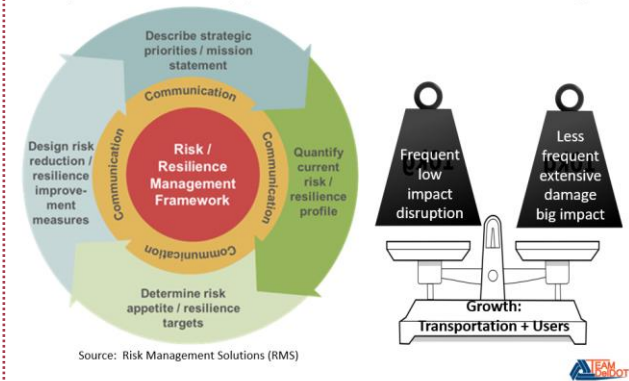 Describe strategic
priorities / mission
statement
Communication
Communication
Communication
Communication
Design risk
reduction /
resilience
improve-
ment
measures
Risk /
Resilience
Management
Framework
Quantify
current
risk /
resilience
profile
Determine risk
appetite / resilience
targets
Source: Risk Management Solutions (RMS)
Frequent
low
impact
disruption
Less
frequent
extensive
damage
big impact
Growth:
Transportation + Users
TEAM
DelDOT